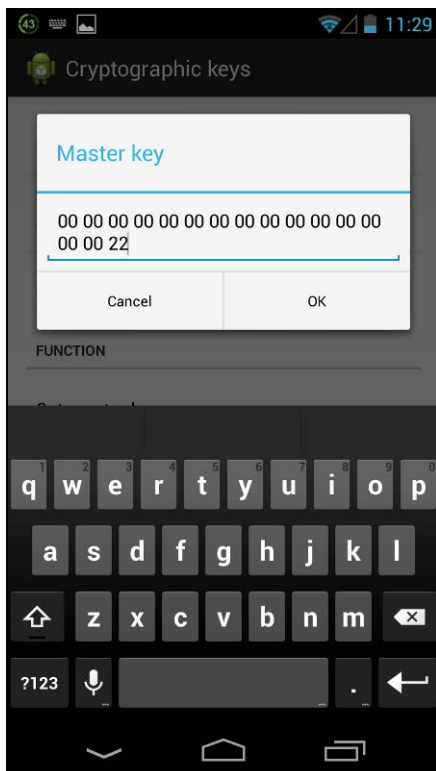 43
11:29
Cryptographic keys
Master key
00 00 00 00 00 00 00 00 00 00 00 00 00
00 00 22
Cancel OK
FUNCTION
1 2 3 4 5 6 7 8 9 0
q w e r t y u i o p
a s d f g h j k l
z x c v b n m
?123 .